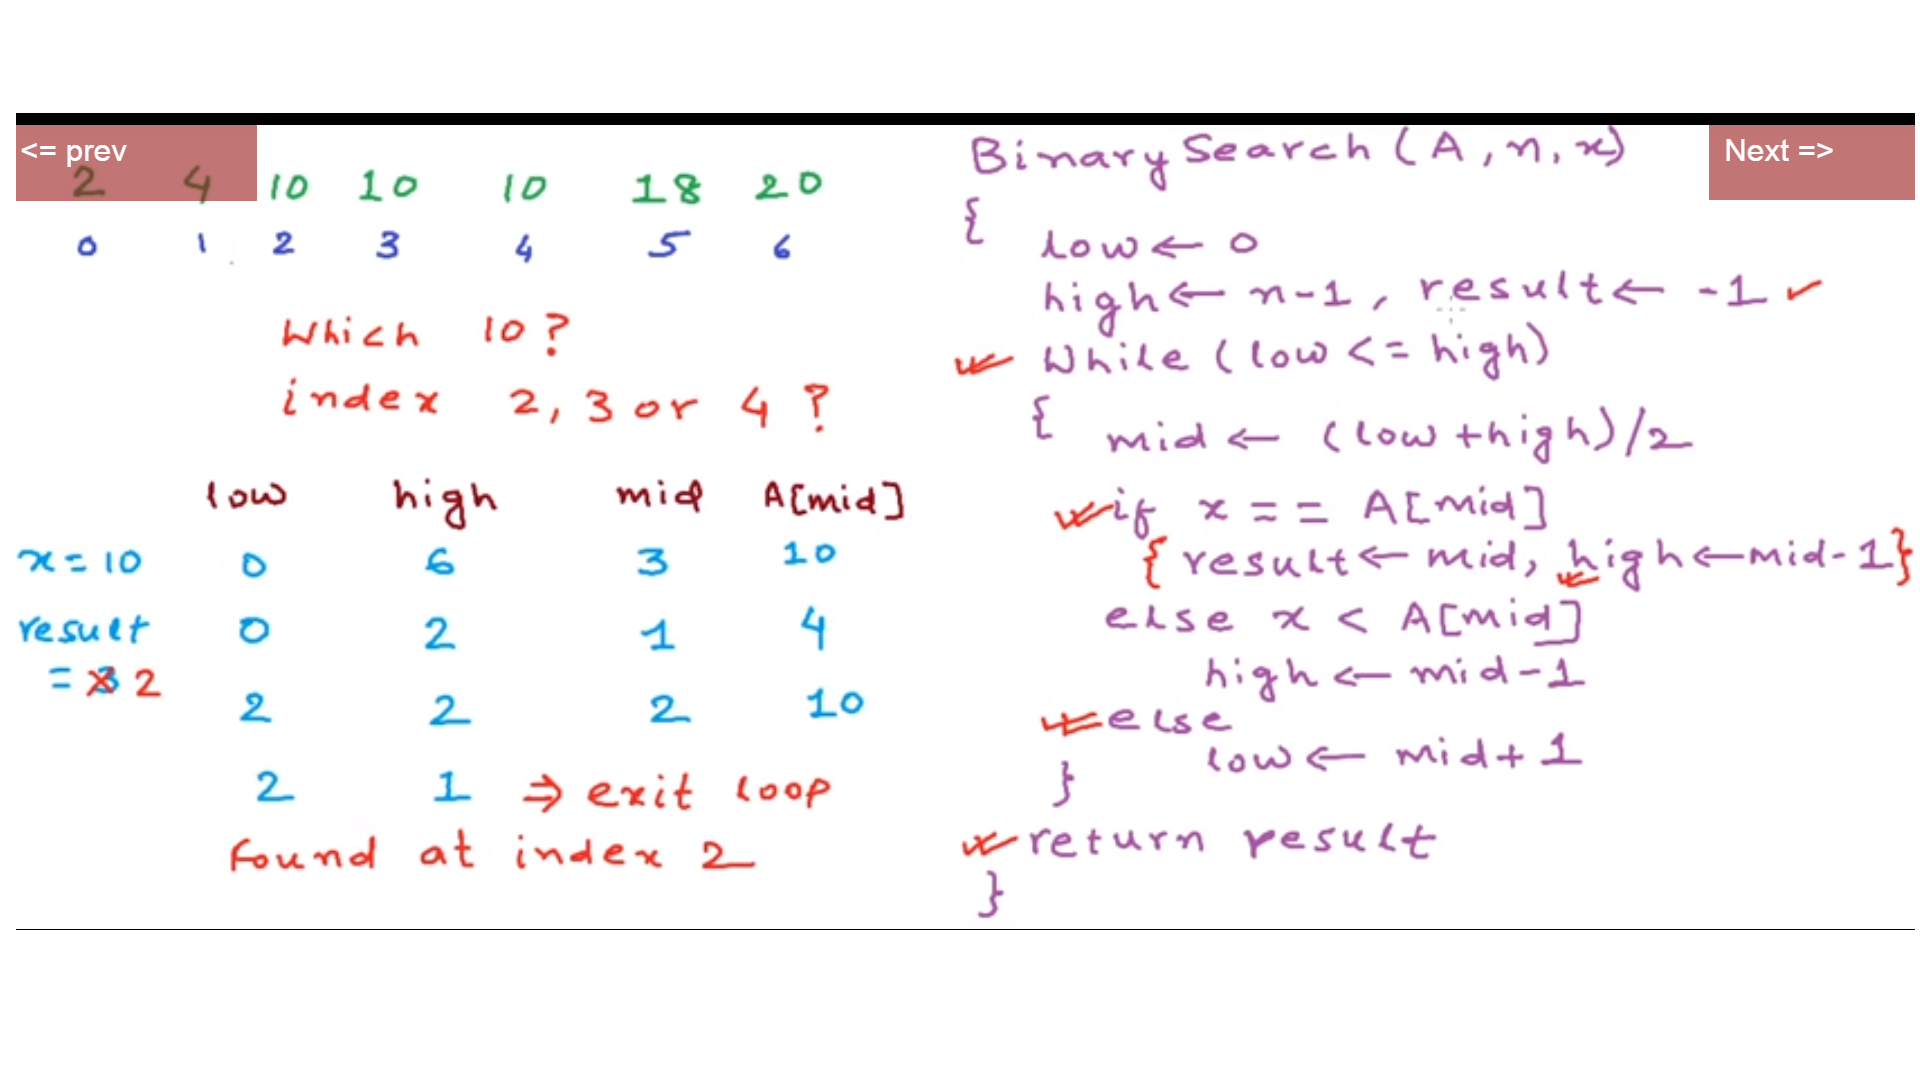 <= prev
Next =>
2 4 10 10 10 18 20
0 1 2 3 4 5 6
Which 10 ?
index 2, 3 or 4 ?
low high mid A[mid]
x=10 0 6 3 10
result 0 2 1 4
= 3 2
2 2 2 10
2 1 ⇒ exit loop
Found at index 2
Binary Search (A, n, x)
{
low ← 0
high ← n-1, result ← -1
While (low <= high)
{ mid ← (low +high)/2
if x == A[mid]
{ result ← mid, high ← mid-1}
else x < A[mid]
high ← mid-1
else
low ← mid+1
}
return result
}